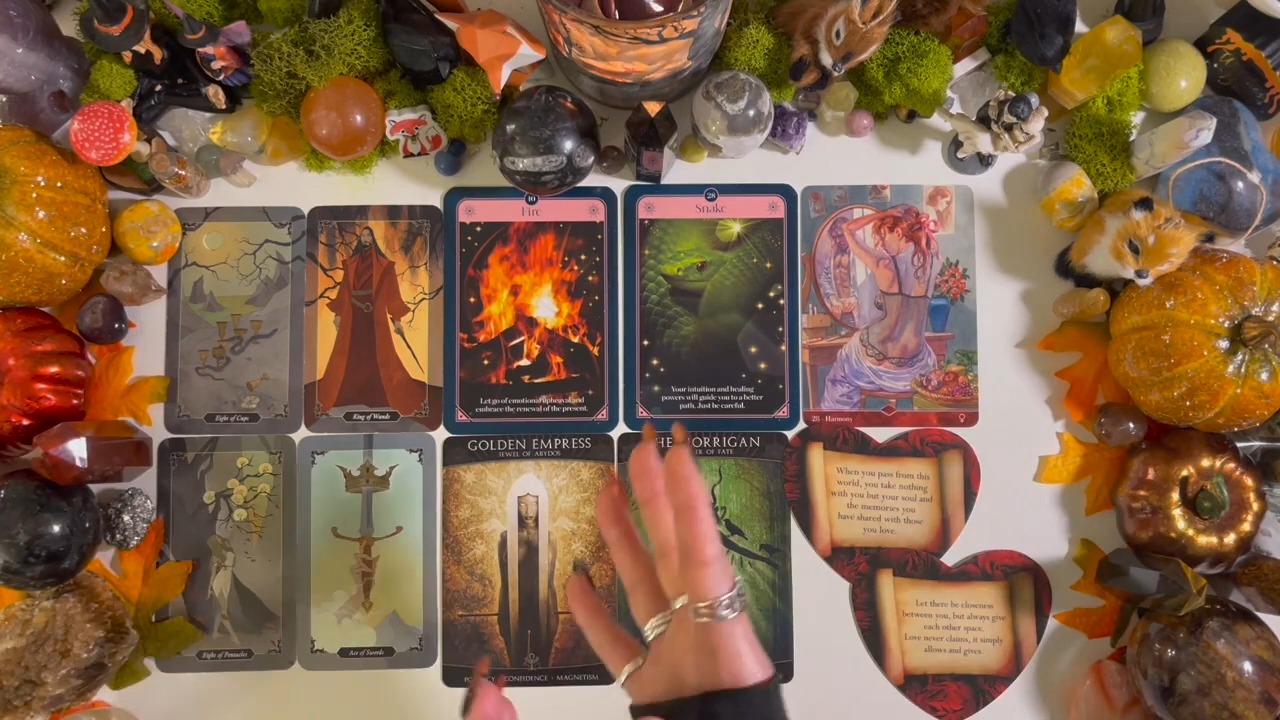 10
Fire
Let go of emotional upheaval and
embrace the renewal of the present.
28
Snake
Your intuition and healing
powers will guide you to a better
path. Just be careful.
Eight of Cups
King of Wands
28 - Harmony
Eight of Pentacles
Ace of Swords
GOLDEN EMPRESS
JEWEL OF ABYDOS
CONFIDENCE • MAGNETISM
MORRIGAN
OF FATE
When you pass from this
world, you take nothing
with you but your soul and
the memories you
have shared with those
you love.
Let there be closeness
between you, but always give
each other space.
Love never claims, it simply
allows and gives.